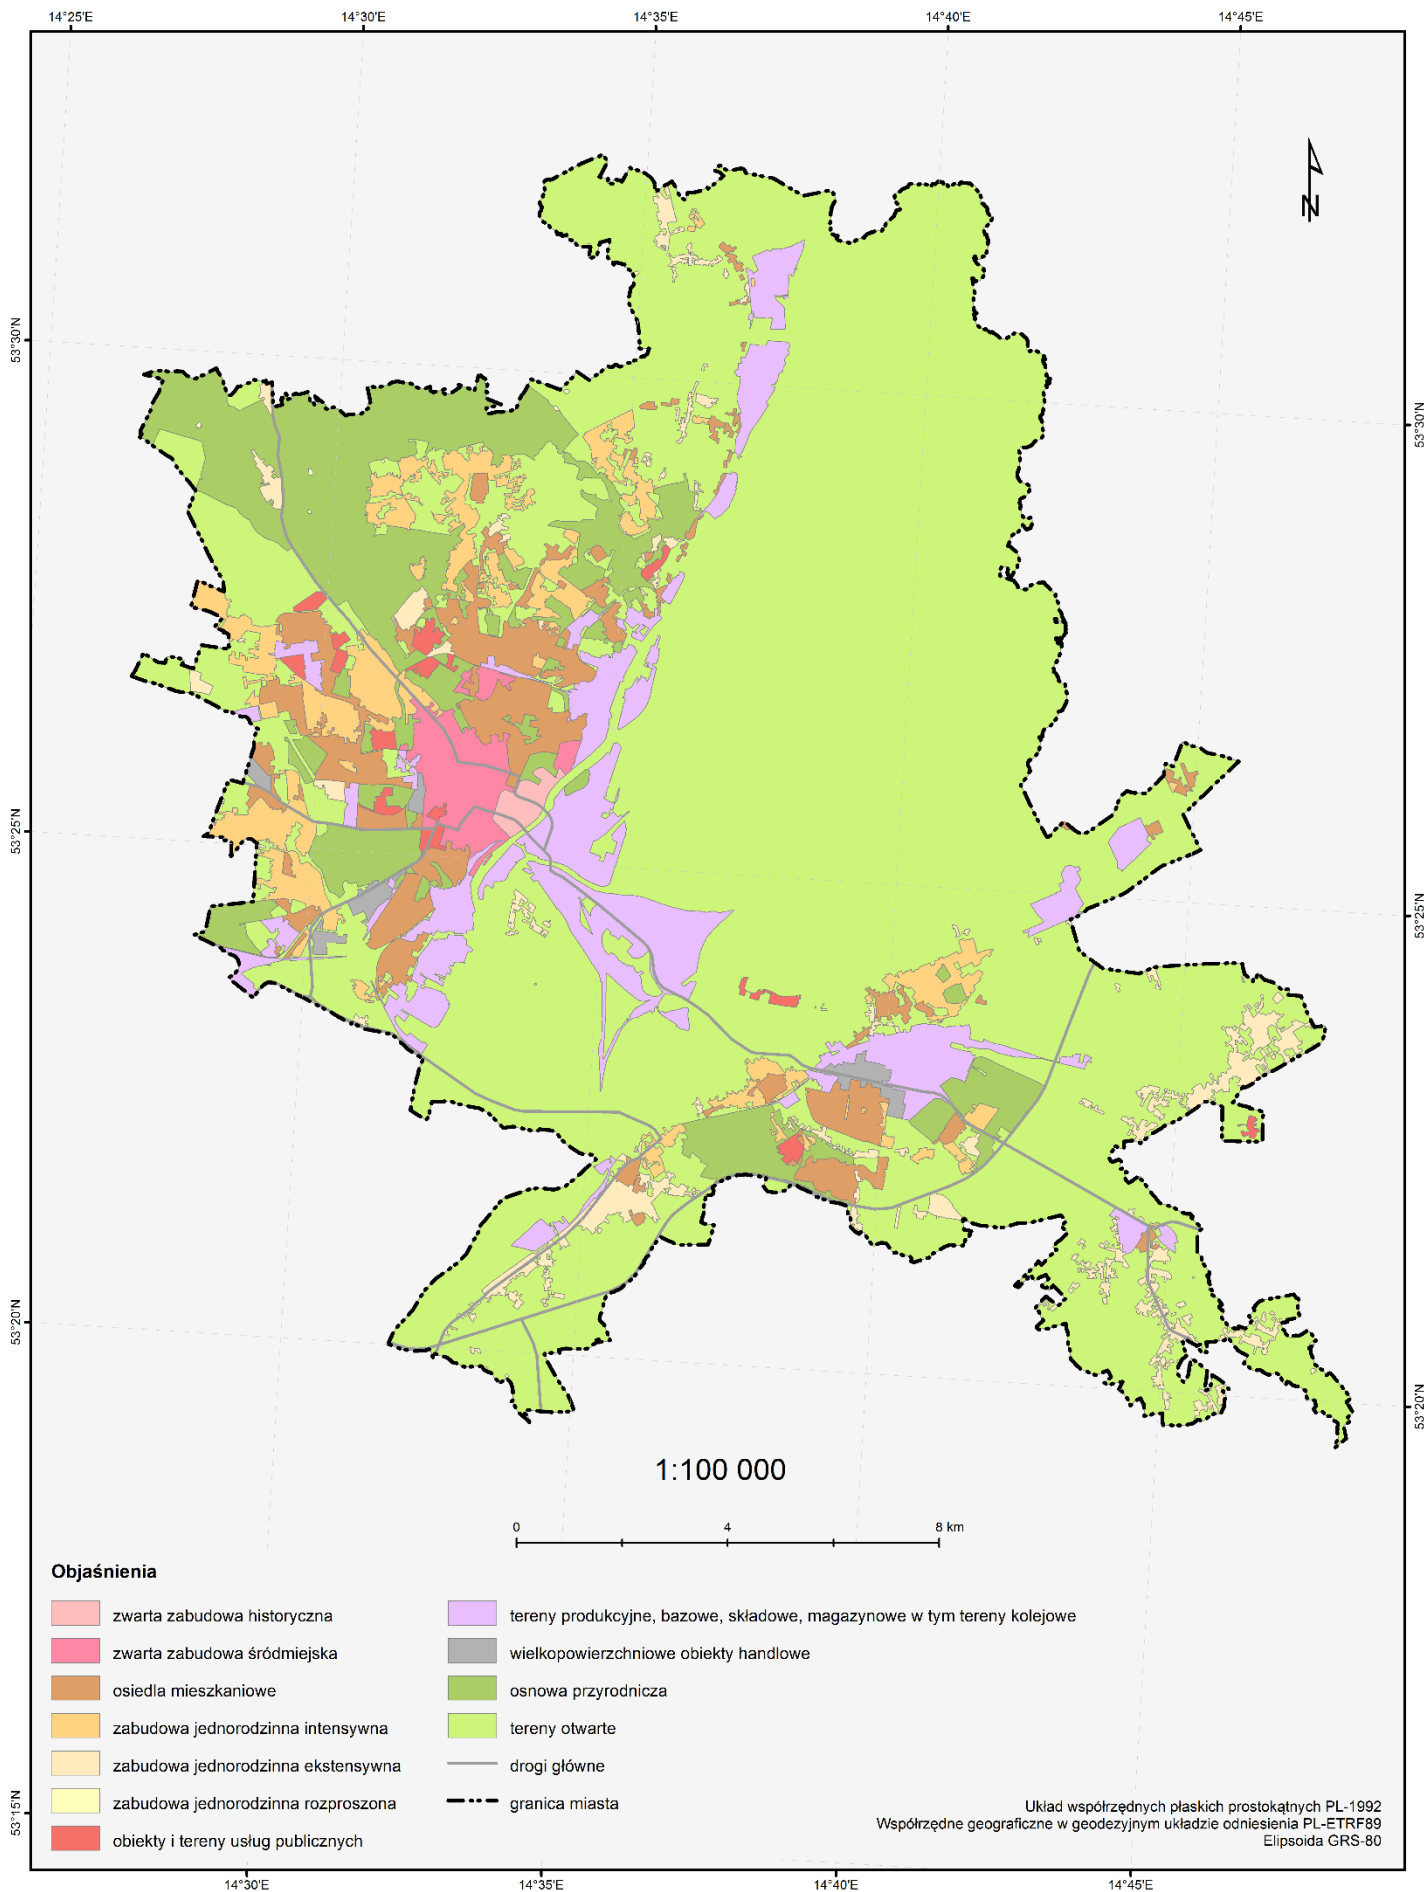 14°25'E 14°30'E 14°35'E 14°40'E 14°45'E
N
53°30'N
53°30'N
53°25'N
53°25'N
53°20'N
53°20'N
1:100 000
0 4 8 km
Objaśnienia
zwarta zabudowa historyczna
zwarta zabudowa śródmiejska
osiedla mieszkaniowe
zabudowa jednorodzinna intensywna
zabudowa jednorodzinna ekstensywna
zabudowa jednorodzinna rozproszona
obiekty i tereny usług publicznych
tereny produkcyjne, bazowe, składowe, magazynowe w tym tereny kolejowe
wielkopowierzchniowe obiekty handlowe
osnowa przyrodnicza
tereny otwarte
drogi główne
granica miasta
53°15'N
Układ współrzędnych płaskich prostokątnych PL-1992
Współrzędne geograficzne w geodezyjnym układzie odniesienia PL-ETRF89
Elipsoida GRS-80
14°30'E 14°35'E 14°40'E 14°45'E